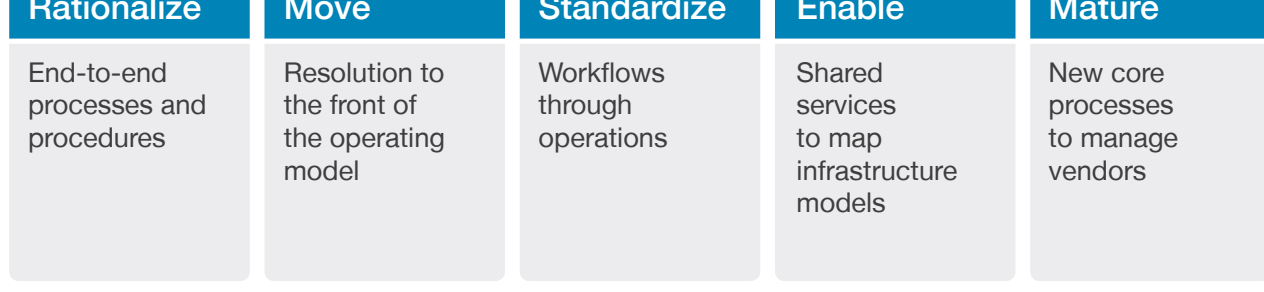 Rationalize
End-to-end
processes and
procedures
Move
Resolution to
the front of
the operating
model
Standardize
Workflows
through
operations
Enable
Shared
services
to map
infrastructure
models
Mature
New core
processes
to manage
vendors